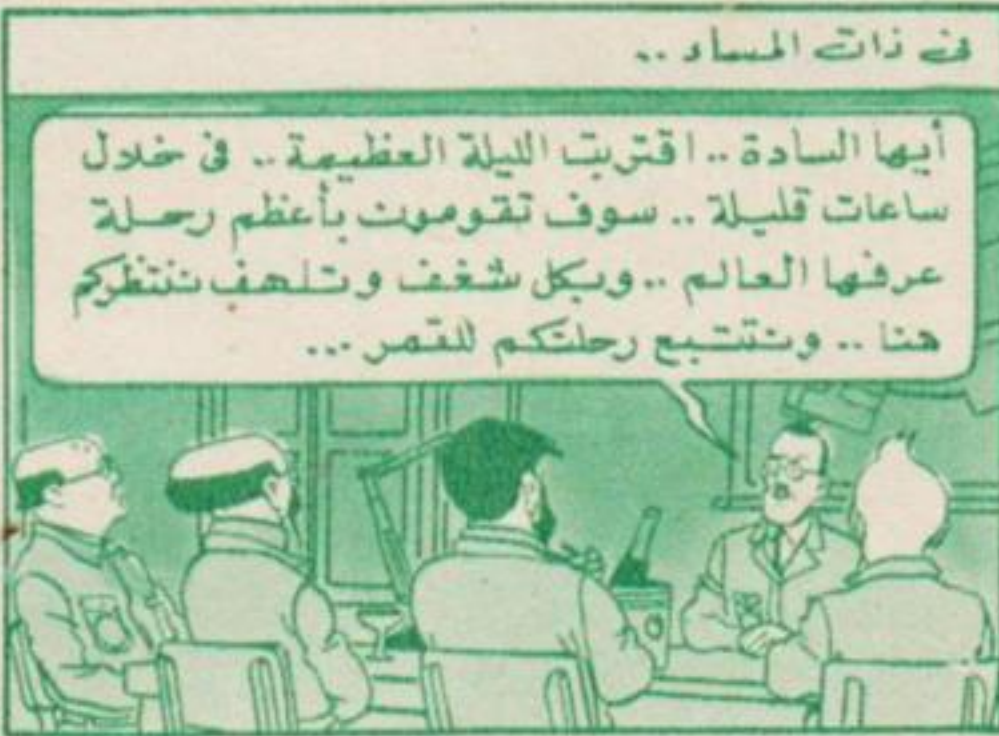 فى ذات المساء ..
أيها السادة .. اقتربت الليلة العظيمة .. فى خلال
ساعات قليلة .. سوف تقومون بأعظم رحلة
عرفها العالم .. وبكل شغف وتلهف ننتظركم
هنا .. ونتتبع رحلتكم للقمر ...